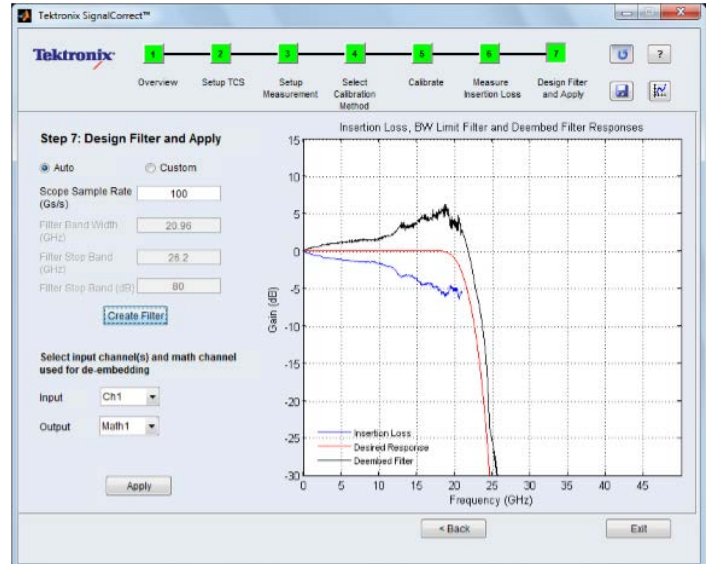 Tektronix SignalCorrect™
Tektronix
1 2 3 4 5 6 7
Overview
Setup TCS
Setup
Measurement
Select
Calibration
Method
Calibrate
Measure
Insertion Loss
Design Filter
and Apply
?
Step 7: Design Filter and Apply
Auto
Custom
Scope Sample Rate
(Gs/s)
100
Filter Band Width
(GHz)
20.96
Filter Stop Band
(GHz)
26.2
Filter Stop Band (dB)
80
Create Filter
Select input channel(s) and math channel
used for de-embedding
Input
Ch1
Output
Math1
Apply
Insertion Loss, BW Limit Filter and Deembed Filter Responses
15
10
5
0
-5
-10
-15
-20
-25
-30
Gain (dB)
Insertion Loss
Desired Response
Deembed Filter
0 5 10 15 20 25 30 35 40 45
Frequency (GHz)
< Back
Exit